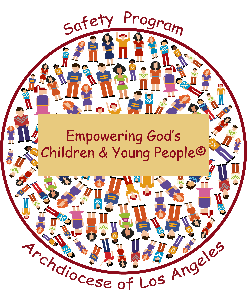 Safety Program
Empowering God's
Children & Young People©
Archdiocese of Los Angeles